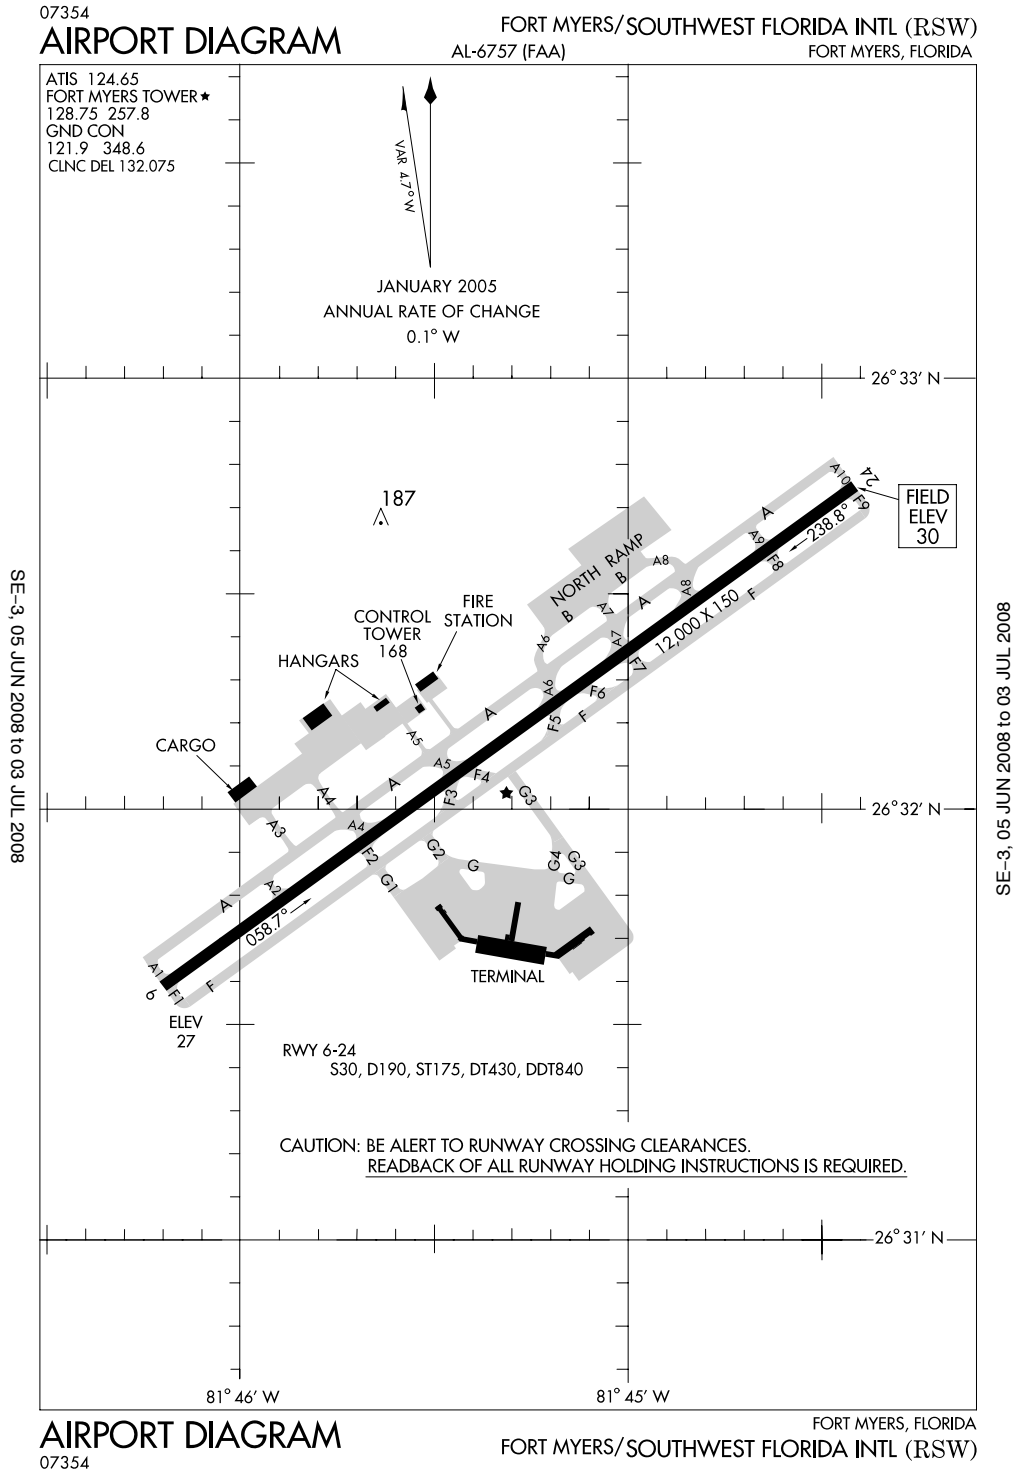 07354
AIRPORT DIAGRAM
AL-6757 (FAA)
FORT MYERS/SOUTHWEST FLORIDA INTL (RSW)
FORT MYERS, FLORIDA
ATIS 124.65
FORT MYERS TOWER★
128.75 257.8
GND CON
121.9 348.6
CLNC DEL 132.075
VAR 4.7° W
JANUARY 2005
ANNUAL RATE OF CHANGE
0.1° W
26° 33' N
187
A10
24
F9
FIELD
ELEV
30
A
238.8°
A9
F8
NORTH RAMP
A8
B
A8
F
A
A7
B
12,000 X 150
A7
F7
A6
FIRE
STATION
CONTROL
TOWER
168
HANGARS
A6
F6
A
F5
F
A5
CARGO
A5
F4
A
G3
A4
F3
26° 32' N
A3
A4
F2
G2
G4
G3
G
G
G1
A2
A
058.7°
A1
F
6
F1
TERMINAL
ELEV
27
RWY 6-24
S30, D190, ST175, DT430, DDT840
CAUTION: BE ALERT TO RUNWAY CROSSING CLEARANCES.
READBACK OF ALL RUNWAY HOLDING INSTRUCTIONS IS REQUIRED.
26° 31' N
81° 46' W
81° 45' W
SE-3, 05 JUN 2008 to 03 JUL 2008
SE-3, 05 JUN 2008 to 03 JUL 2008
AIRPORT DIAGRAM
07354
FORT MYERS, FLORIDA
FORT MYERS/SOUTHWEST FLORIDA INTL (RSW)